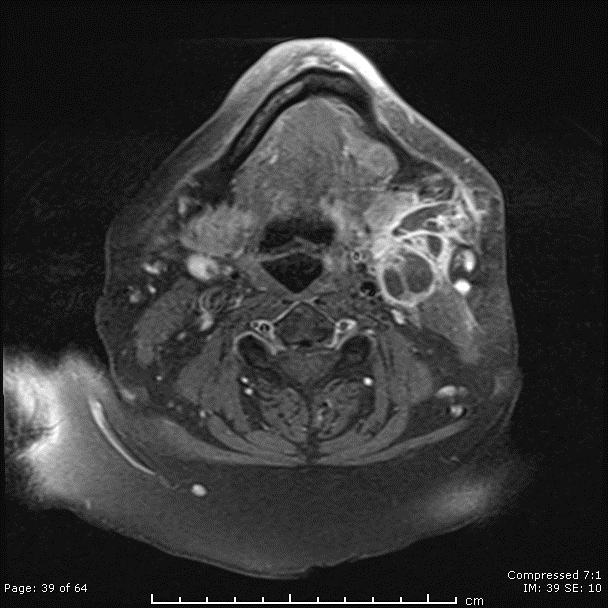 Compressed 7:1
Page: 39 of 64
IM: 39 SE: 10
cm